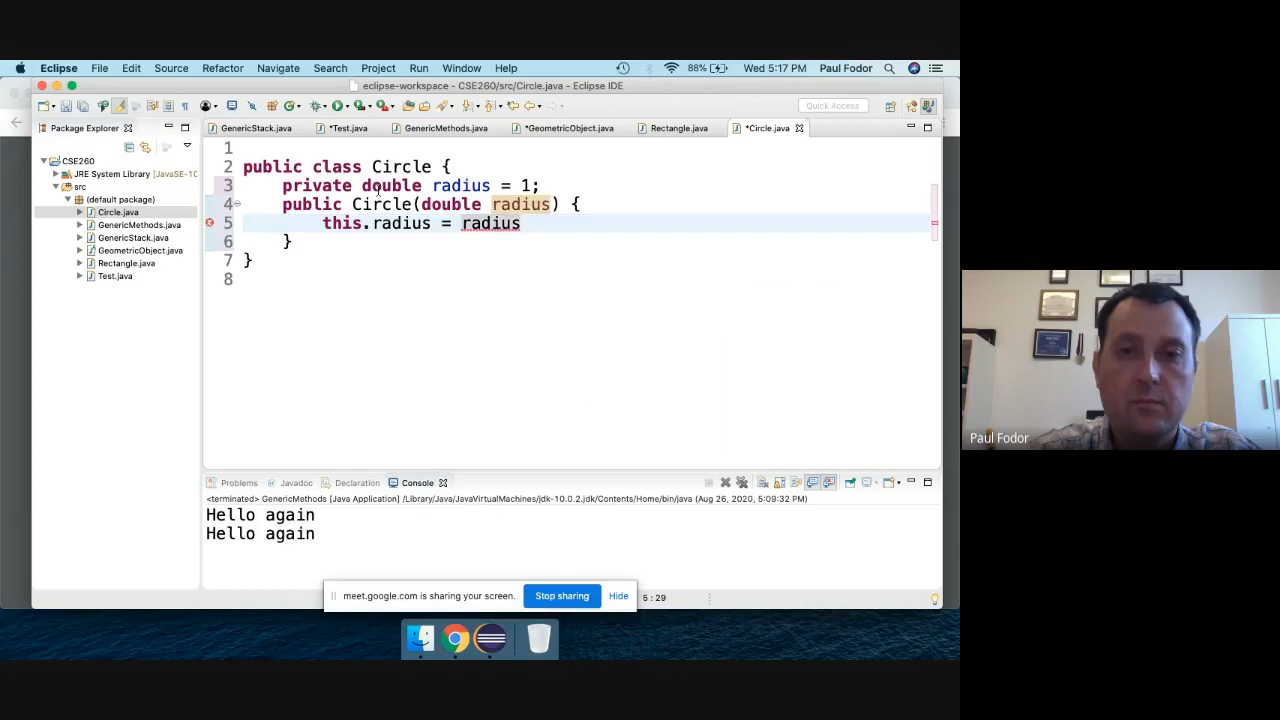 Eclipse File Edit Source Refactor Navigate Search Project Run Window Help 88% Wed 5:17 PM Paul Fodor
eclipse-workspace - CSE260/src/Circle.java - Eclipse IDE
Quick Access
Package Explorer
GenericStack.java *Test.java GenericMethods.java *GeometricObject.java Rectangle.java *Circle.java
CSE260
JRE System Library [JavaSE-10
src
(default package)
Circle.java
GenericMethods.java
GenericStack.java
GeometricObject.java
Rectangle.java
Test.java
1
2 public class Circle {
3 private double radius = 1;
4 public Circle(double radius) {
5 this.radius = radius
6 }
7 }
8
Problems Javadoc Declaration Console
<terminated> GenericMethods [Java Application] /Library/Java/JavaVirtualMachines/jdk-10.0.2.jdk/Contents/Home/bin/java (Aug 26, 2020, 5:09:32 PM)
Hello again
Hello again
meet.google.com is sharing your screen. Stop sharing Hide
5 : 29
Paul Fodor